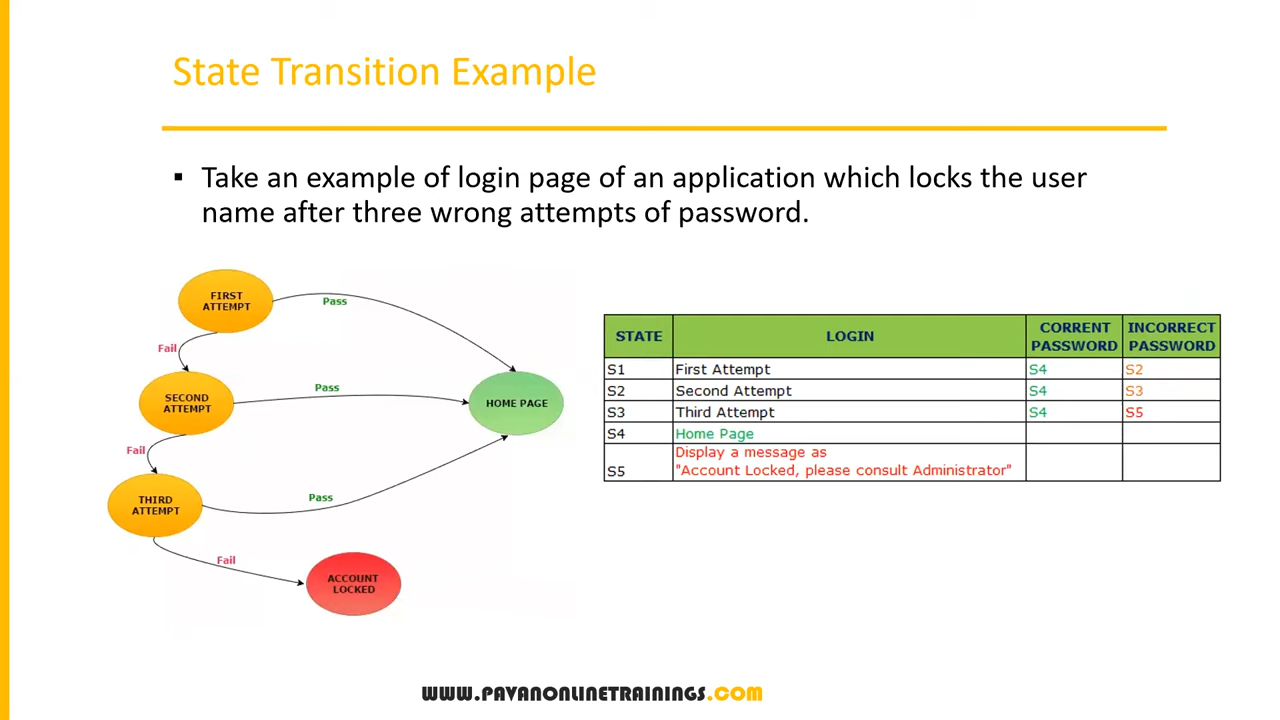 State Transition Example
▪ Take an example of login page of an application which locks the user
name after three wrong attempts of password.
FIRST
ATTEMPT
Pass
Fail
SECOND
ATTEMPT
Pass
HOME PAGE
Fail
THIRD
ATTEMPT
Pass
Fail
ACCOUNT
LOCKED
STATE LOGIN CORRENT PASSWORD INCORRECT PASSWORD
S1 First Attempt S4 S2
S2 Second Attempt S4 S3
S3 Third Attempt S4 S5
S4 Home Page
S5 Display a message as
"Account Locked, please consult Administrator"
WWW.PAVANONLINETRAININGS.COM